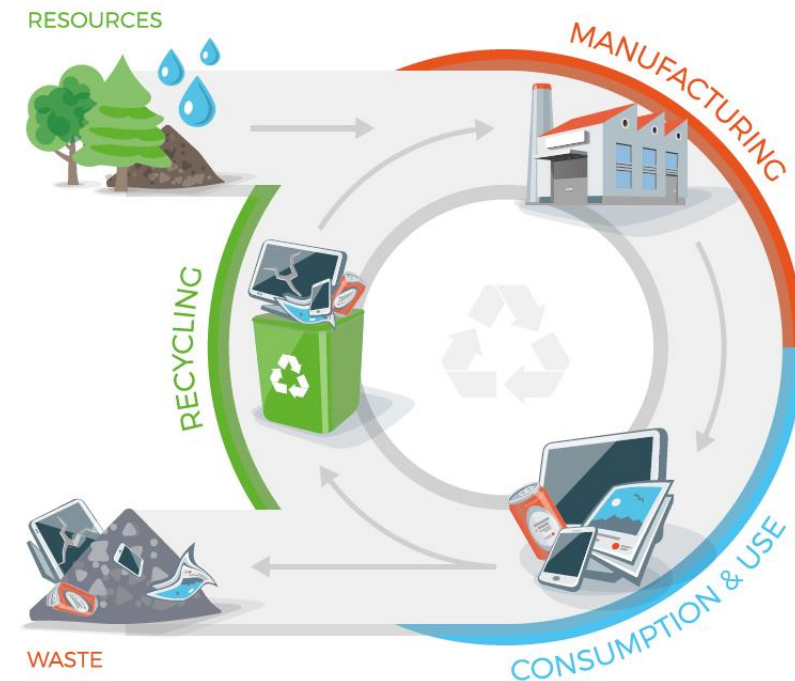 RESOURCES
MANUFACTURING
RECYCLING
CONSUMPTION & USE
WASTE